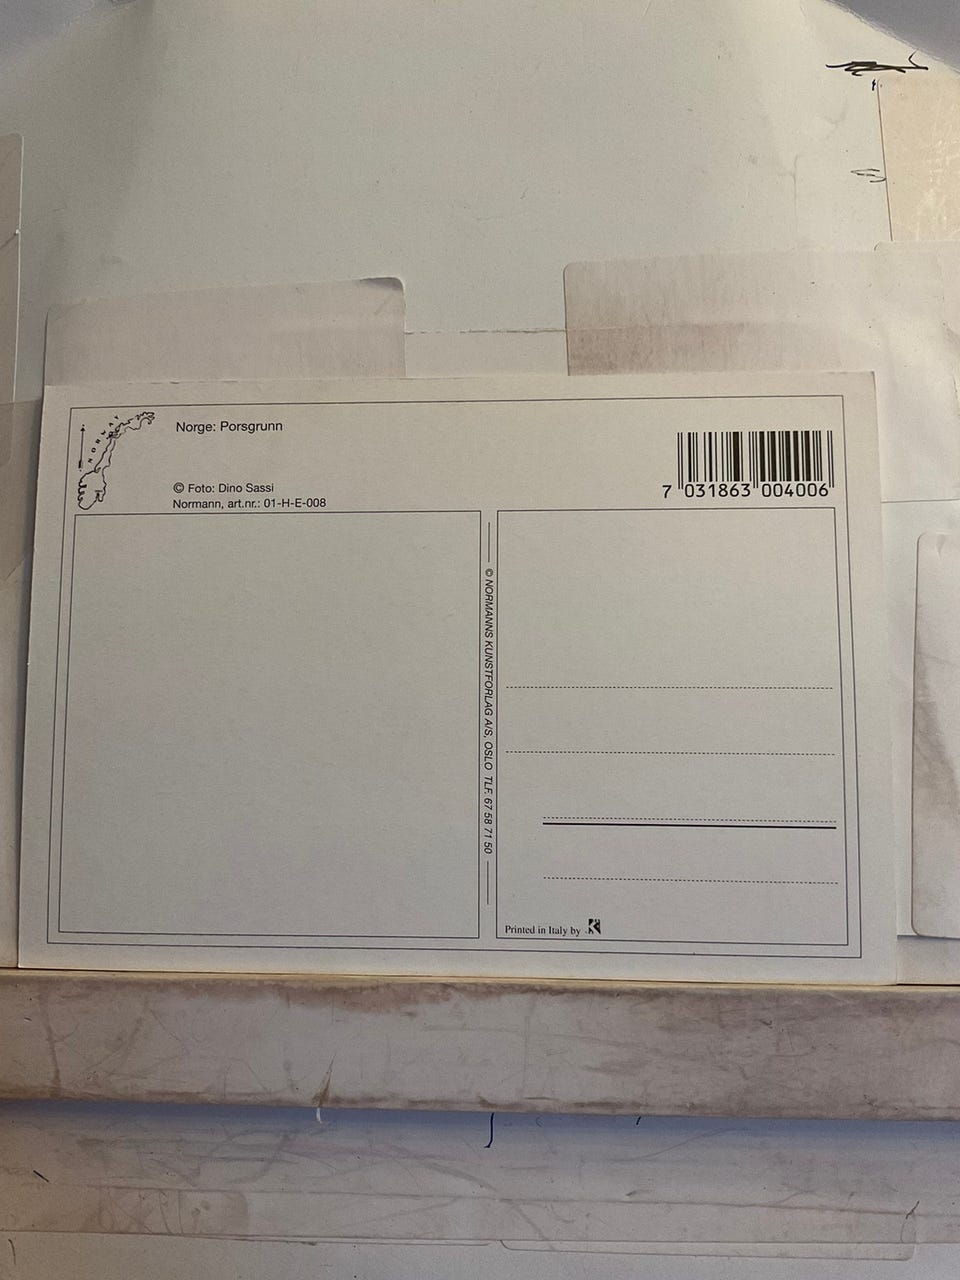 NORWAY
Norge: Porsgrunn
© Foto: Dino Sassi
Normann, art.nr.: 01-H-E-008
7 031863 004006
© NORMANNS KUNSTFORLAG A/S, OSLO TLF. 67 58 71 50
Printed in Italy by